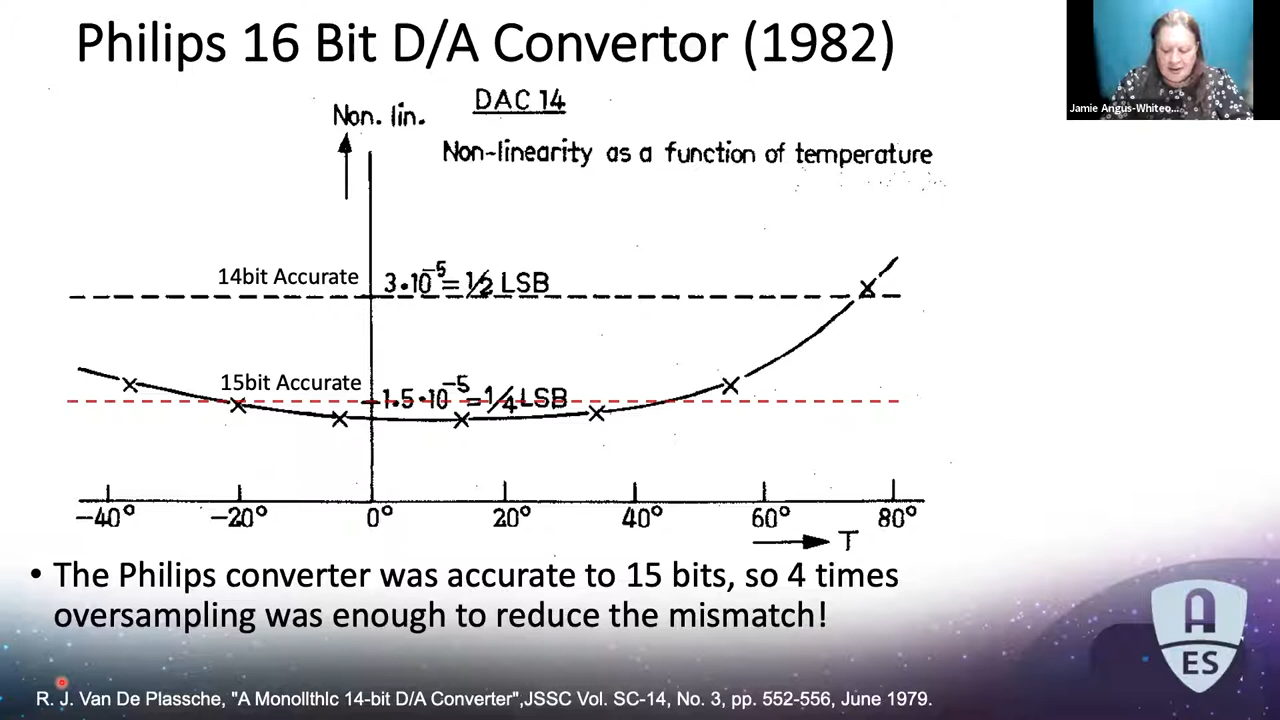 Philips 16 Bit D/A Convertor (1982)
Jamie Angus-Whiteo...
Non. lin.
DAC 14
Non-linearity as a function of temperature
14bit Accurate
3•10⁻⁵ = 1/2 LSB
15bit Accurate
1.5•10⁻⁵ = 1/4 LSB
−40° −20° 0° 20° 40° 60° 80°
T
• The Philips converter was accurate to 15 bits, so 4 times
oversampling was enough to reduce the mismatch!
A
ES
R. J. Van De Plassche, "A Monollthlc 14-bit D/A Converter",JSSC Vol. SC-14, No. 3, pp. 552-556, June 1979.